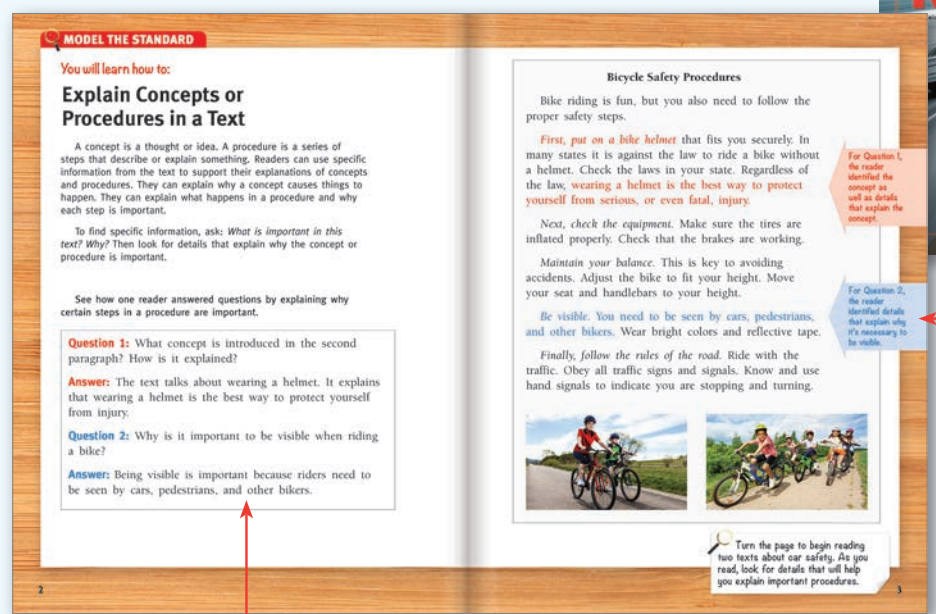 MODEL THE STANDARD
You will learn how to:
Explain Concepts or
Procedures in a Text
A concept is a thought or idea. A procedure is a series of
steps that describe or explain something. Readers can use specific
information from the text to support their explanations of concepts
and procedures. They can explain why a concept causes things to
happen. They can explain what happens in a procedure and why
each step is important.
To find specific information, ask: What is important in this
text? Why? Then look for details that explain why the concept or
procedure is important.
See how one reader answered questions by explaining why
certain steps in a procedure are important.
Question 1: What concept is introduced in the second
paragraph? How is it explained?
Answer: The text talks about wearing a helmet. It explains
that wearing a helmet is the best way to protect yourself
from injury.
Question 2: Why is it important to be visible when riding
a bike?
Answer: Being visible is important because riders need to
be seen by cars, pedestrians, and other bikers.
2
Bicycle Safety Procedures
Bike riding is fun, but you also need to follow the
proper safety steps.
First, put on a bike helmet that fits you securely. In
many states it is against the law to ride a bike without
a helmet. Check the laws in your state. Regardless of
the law, wearing a helmet is the best way to protect
yourself from serious, or even fatal, injury.
Next, check the equipment. Make sure the tires are
inflated properly. Check that the brakes are working.
Maintain your balance. This is key to avoiding
accidents. Adjust the bike to fit your height. Move
your seat and handlebars to your height.
Be visible. You need to be seen by cars, pedestrians,
and other bikers. Wear bright colors and reflective tape.
Finally, follow the rules of the road. Ride with the
traffic. Obey all traffic signs and signals. Know and use
hand signals to indicate you are stopping and turning.
For Question 1,
the reader
identified the
concept as
well as details
that explain the
concept.
For Question 2,
the reader
identified details
that explain why
it's necessary to
be visible.
Turn the page to begin reading
two texts about car safety. As you
read, look for details that will help
you explain important procedures.
3